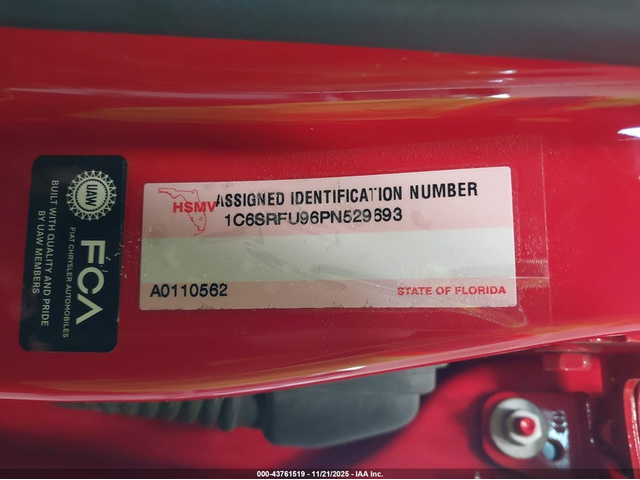 UAW
BUILT WITH QUALITY AND PRIDE
BY UAW MEMBERS
FCA
FIAT CHRYSLER AUTOMOBILES
HSMV ASSIGNED IDENTIFICATION NUMBER
1C6SRFU96PN529693
A0110562 STATE OF FLORIDA
000-43761519 - 11/21/2025 - IAA Inc.